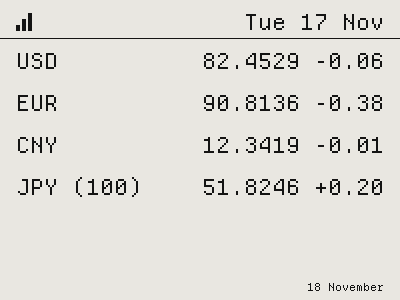 Tue 17 Nov
USD 82.4529 -0.06
EUR 90.8136 -0.38
CNY 12.3419 -0.01
JPY (100) 51.8246 +0.20
18 November